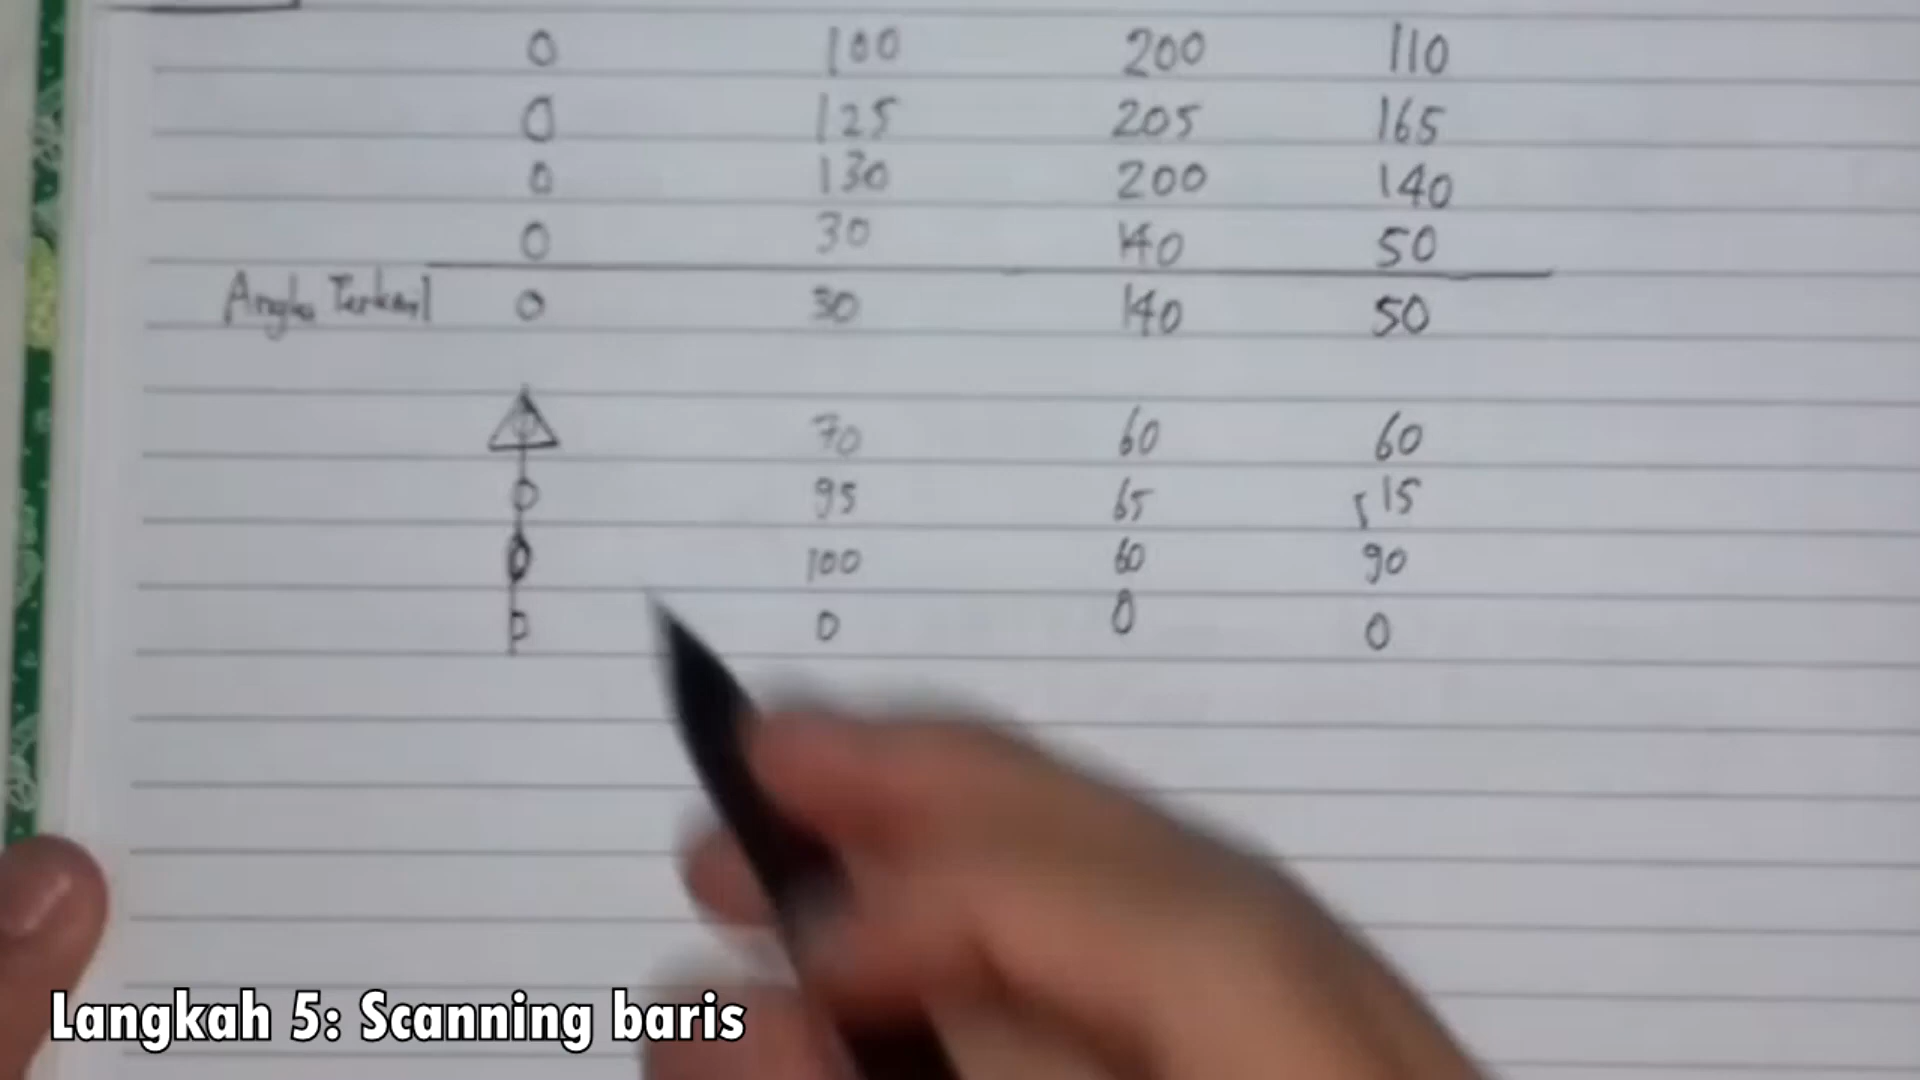 0 100 200 110
0 125 205 165
0 130 200 140
0 30 140 50
Angka Terkecil 0 30 140 50
0 70 60 60
0 95 65 115
0 100 60 90
0 0 0 0
Langkah 5: Scanning baris